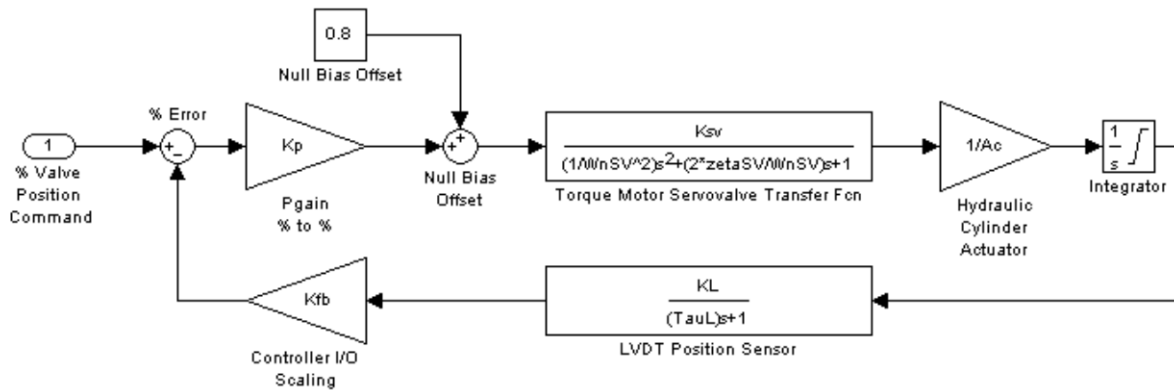 0.8
Null Bias Offset
% Error
1
% Valve
Position
Command
+
−
Kp
Pgain
% to %
+
+
Null Bias
Offset
Ksv
(1/WnSV^2)s2+(2*zetaSV/WnSV)s+1
Torque Motor Servovalve Transfer Fcn
1/Ac
Hydraulic
Cylinder
Actuator
1
s
Integrator
Kfb
Controller I/O
Scaling
KL
(TauL)s+1
LVDT Position Sensor